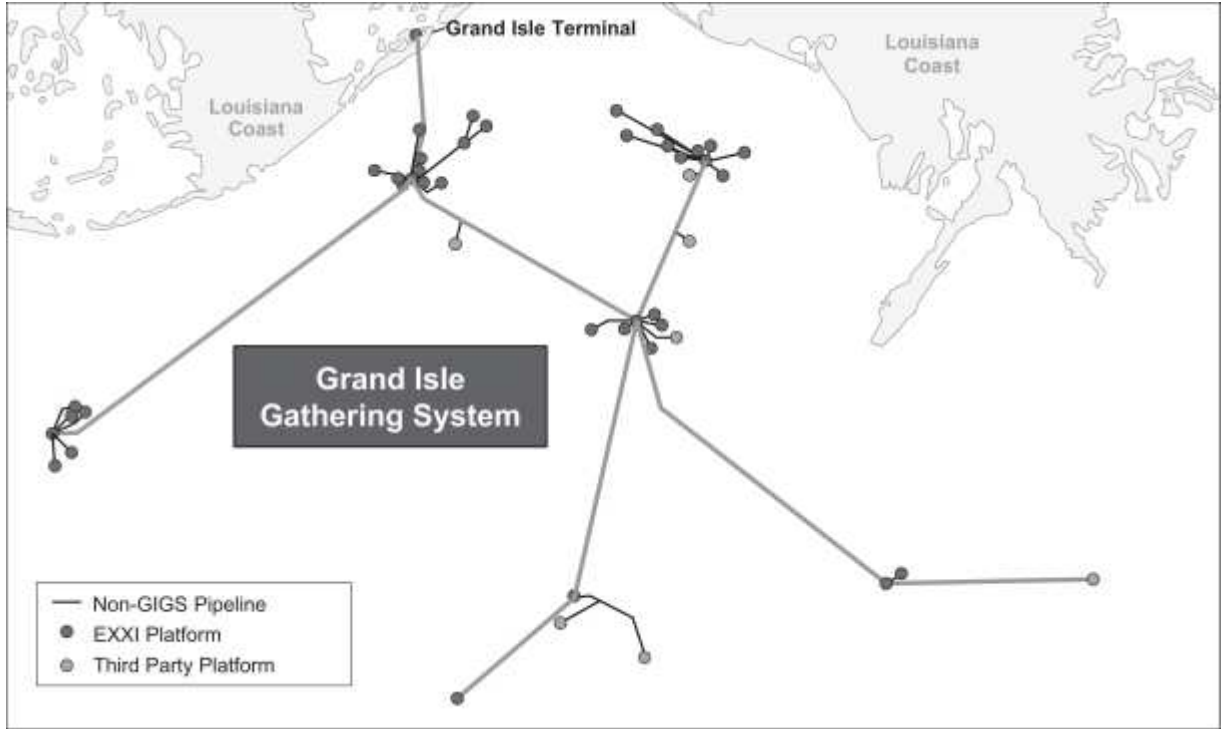 Grand Isle Terminal
Louisiana
Coast
Louisiana
Coast
Grand Isle
Gathering System
Non-GIGS Pipeline
EXXI Platform
Third Party Platform